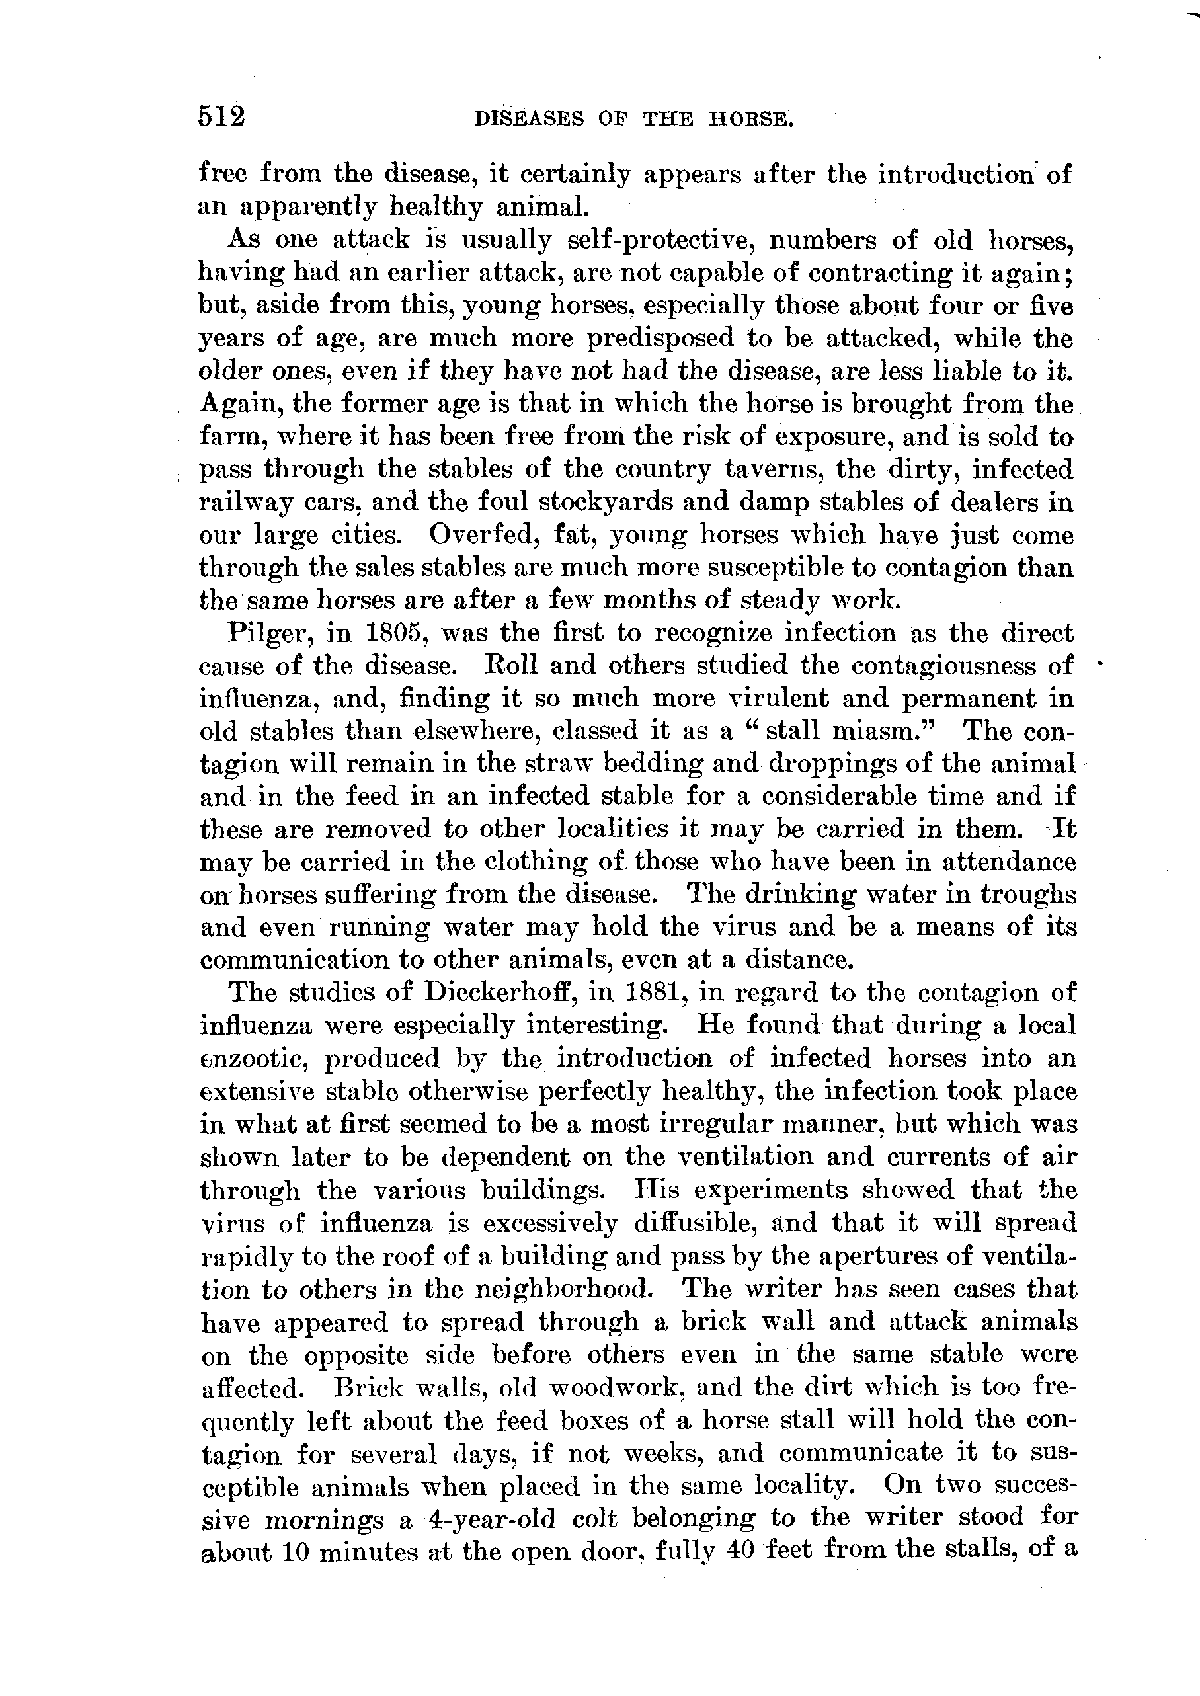 512 DISEASES OF THE HORSE.
free from the disease, it certainly appears after the introduction of
an apparently healthy animal.
As one attack is usually self-protective, numbers of old horses,
having had an earlier attack, are not capable of contracting it again;
but, aside from this, young horses, especially those about four or five
years of age, are much more predisposed to be attacked, while the
older ones, even if they have not had the disease, are less liable to it.
Again, the former age is that in which the horse is brought from the
farm, where it has been free from the risk of exposure, and is sold to
pass through the stables of the country taverns, the dirty, infected
railway cars, and the foul stockyards and damp stables of dealers in
our large cities. Overfed, fat, young horses which have just come
through the sales stables are much more susceptible to contagion than
the same horses are after a few months of steady work.
Pilger, in 1805, was the first to recognize infection as the direct
cause of the disease. Roll and others studied the contagiousness of
influenza, and, finding it so much more virulent and permanent in
old stables than elsewhere, classed it as a “ stall miasm.” The con-
tagion will remain in the straw bedding and droppings of the animal
and in the feed in an infected stable for a considerable time and if
these are removed to other localities it may be carried in them. It
may be carried in the clothing of those who have been in attendance
on horses suffering from the disease. The drinking water in troughs
and even running water may hold the virus and be a means of its
communication to other animals, even at a distance.
The studies of Dieckerhoff, in 1881, in regard to the contagion of
influenza were especially interesting. He found that during a local
enzootic, produced by the introduction of infected horses into an
extensive stable otherwise perfectly healthy, the infection took place
in what at first seemed to be a most irregular manner, but which was
shown later to be dependent on the ventilation and currents of air
through the various buildings. His experiments showed that the
virus of influenza is excessively diffusible, and that it will spread
rapidly to the roof of a building and pass by the apertures of ventila-
tion to others in the neighborhood. The writer has seen cases that
have appeared to spread through a brick wall and attack animals
on the opposite side before others even in the same stable were
affected. Brick walls, old woodwork, and the dirt which is too fre-
quently left about the feed boxes of a horse stall will hold the con-
tagion for several days, if not weeks, and communicate it to sus-
ceptible animals when placed in the same locality. On two succes-
sive mornings a 4-year-old colt belonging to the writer stood for
about 10 minutes at the open door, fully 40 feet from the stalls, of a